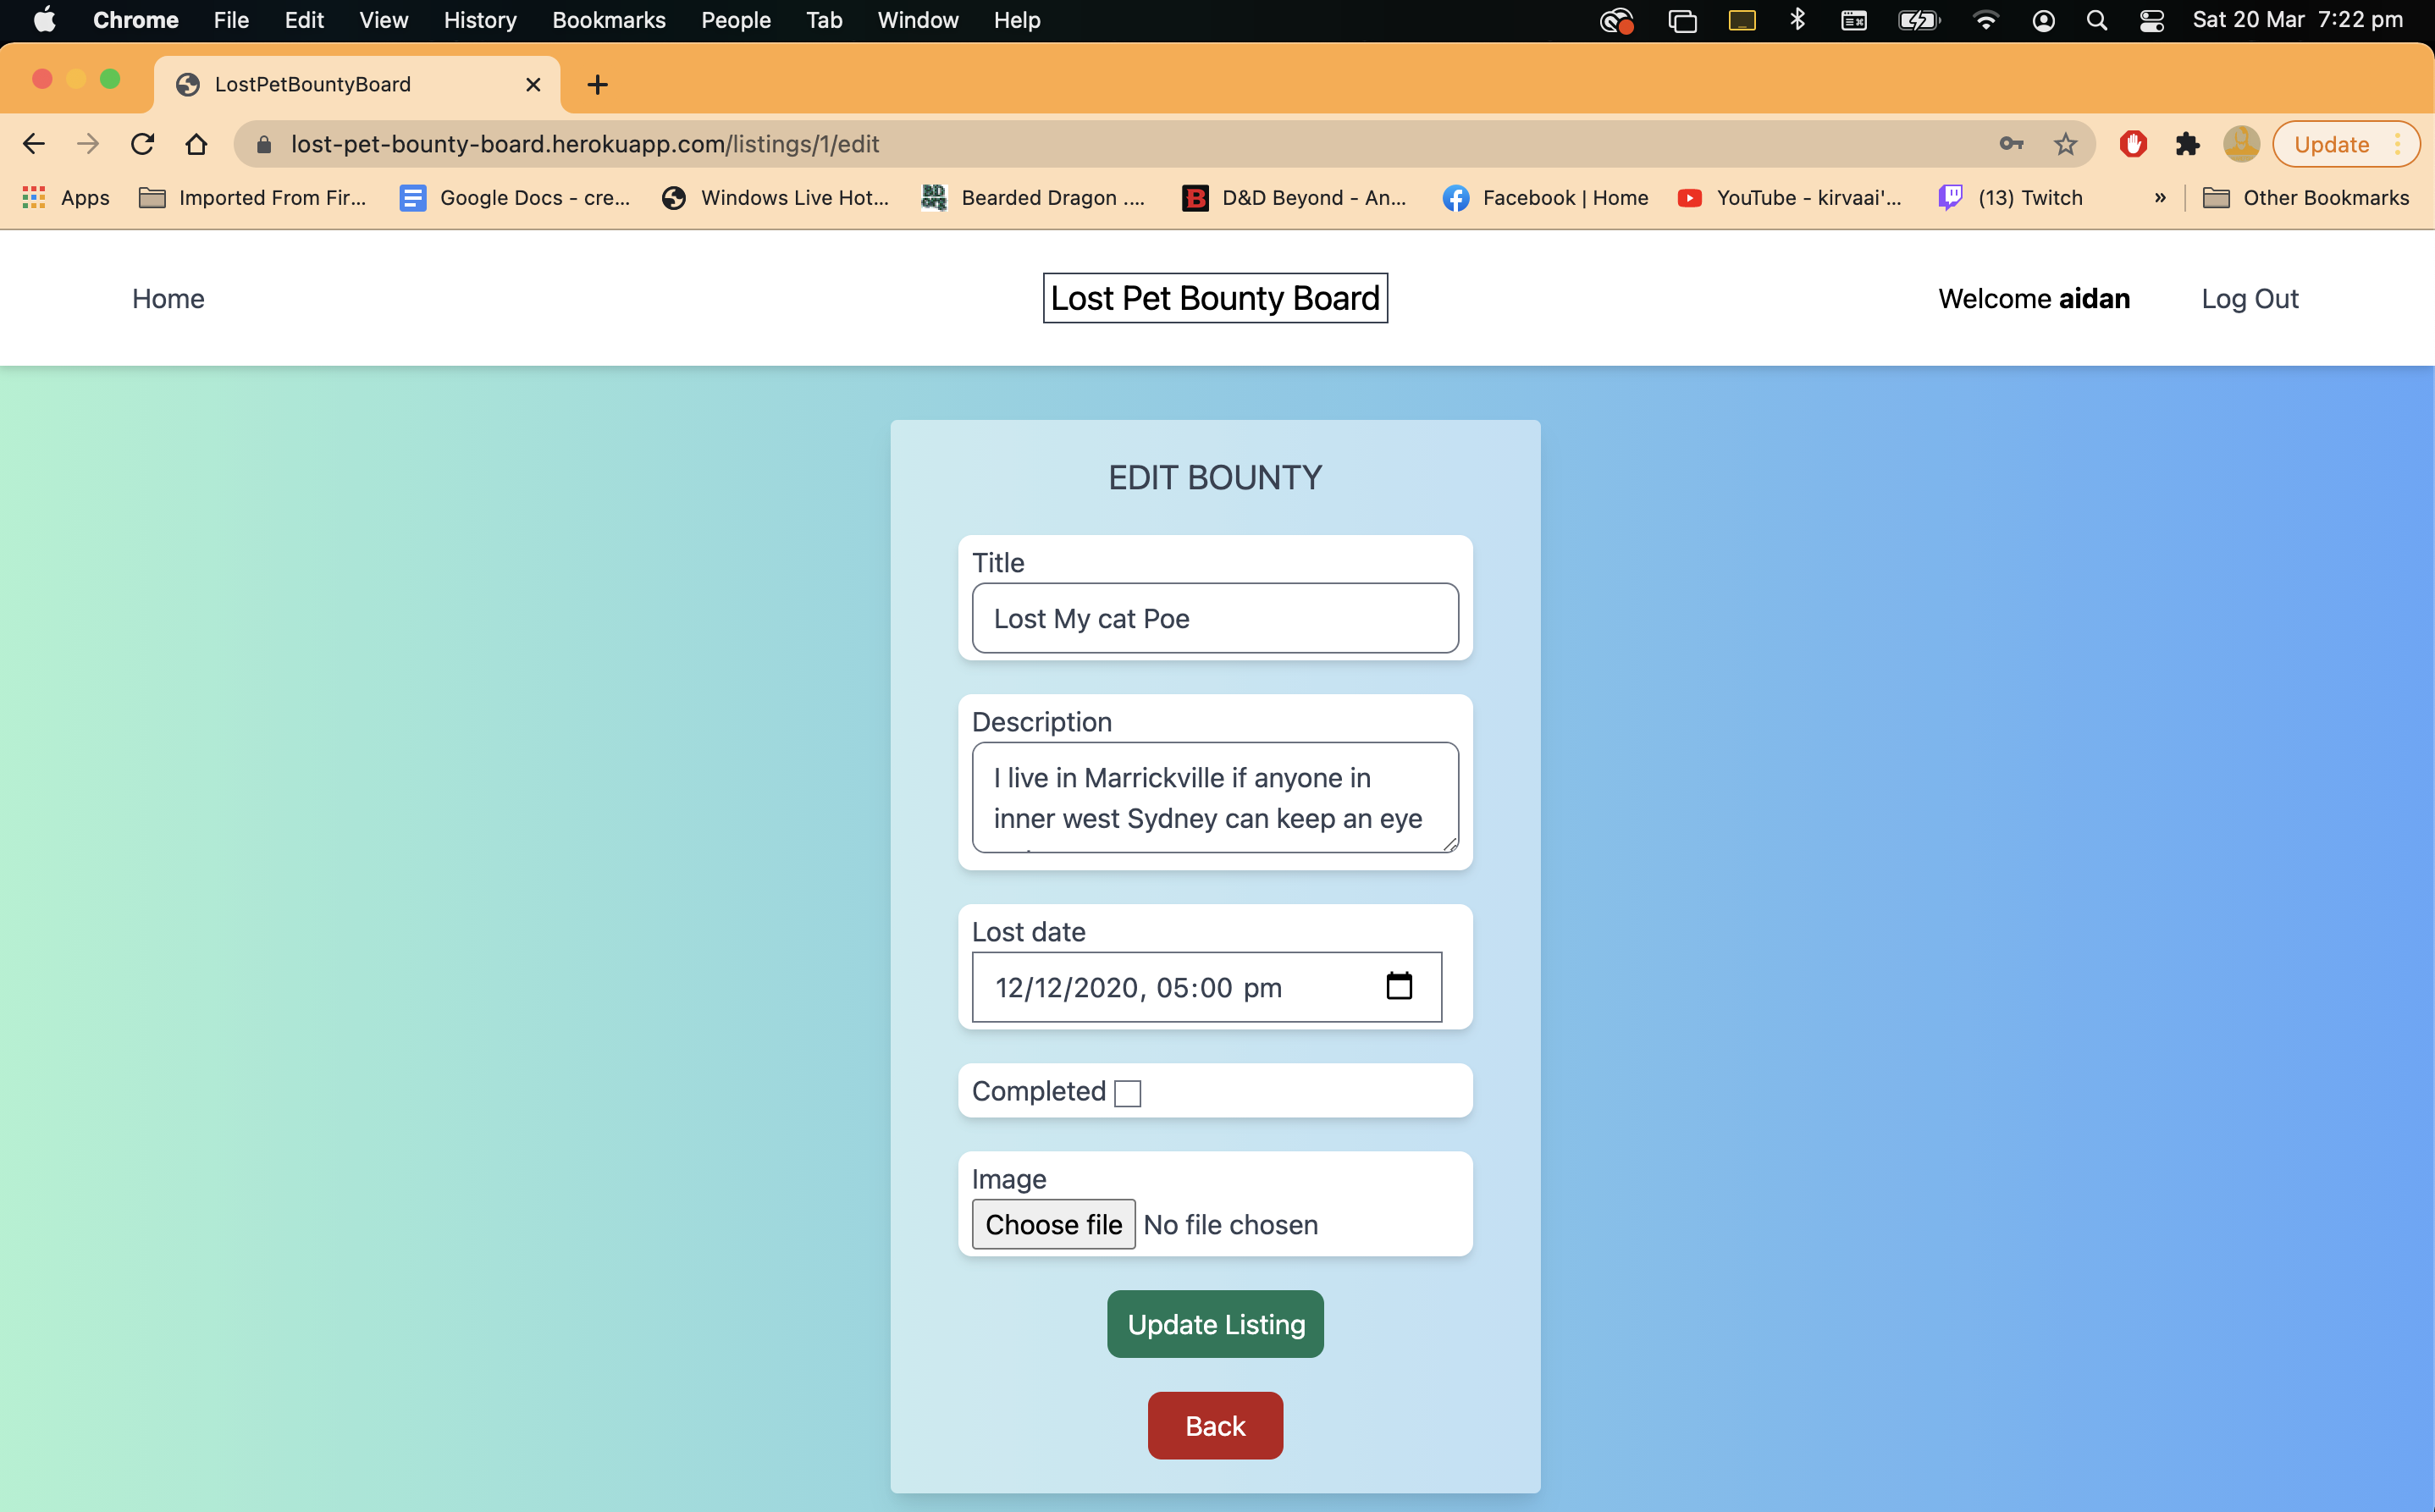 Chrome File Edit View History Bookmarks People Tab Window Help Sat 20 Mar 7:22 pm
LostPetBountyBoard
lost-pet-bounty-board.herokuapp.com/listings/1/edit Update
Apps Imported From Fir... Google Docs - cre... Windows Live Hot... BD org Bearded Dragon .... B D&D Beyond - An... Facebook | Home YouTube - kirvaai'... (13) Twitch » Other Bookmarks
Home Lost Pet Bounty Board Welcome aidan Log Out
EDIT BOUNTY
Title
Lost My cat Poe
Description
I live in Marrickville if anyone in
inner west Sydney can keep an eye
Lost date
12/12/2020, 05:00 pm
Completed
Image
Choose file No file chosen
Update Listing
Back